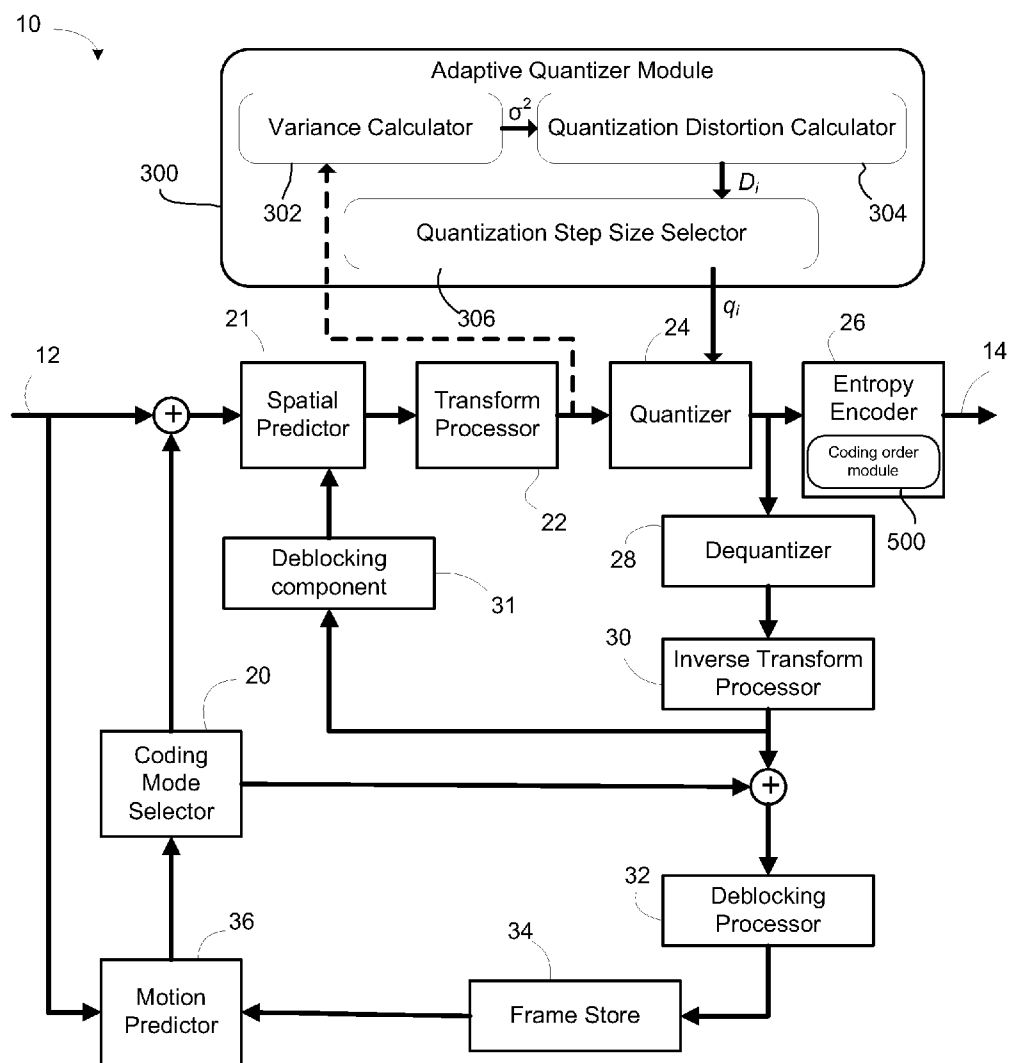 10
Adaptive Quantizer Module
Variance Calculator
σ²
Quantization Distortion Calculator
300
302
D_i
304
Quantization Step Size Selector
306
q_i
12
21
24
26
14
Spatial
Predictor
Transform
Processor
Quantizer
Entropy
Encoder
Coding order
module
22
500
Deblocking
component
31
28
Dequantizer
30
Inverse Transform
Processor
20
Coding
Mode
Selector
+
+
32
Deblocking
Processor
36
34
Motion
Predictor
Frame Store